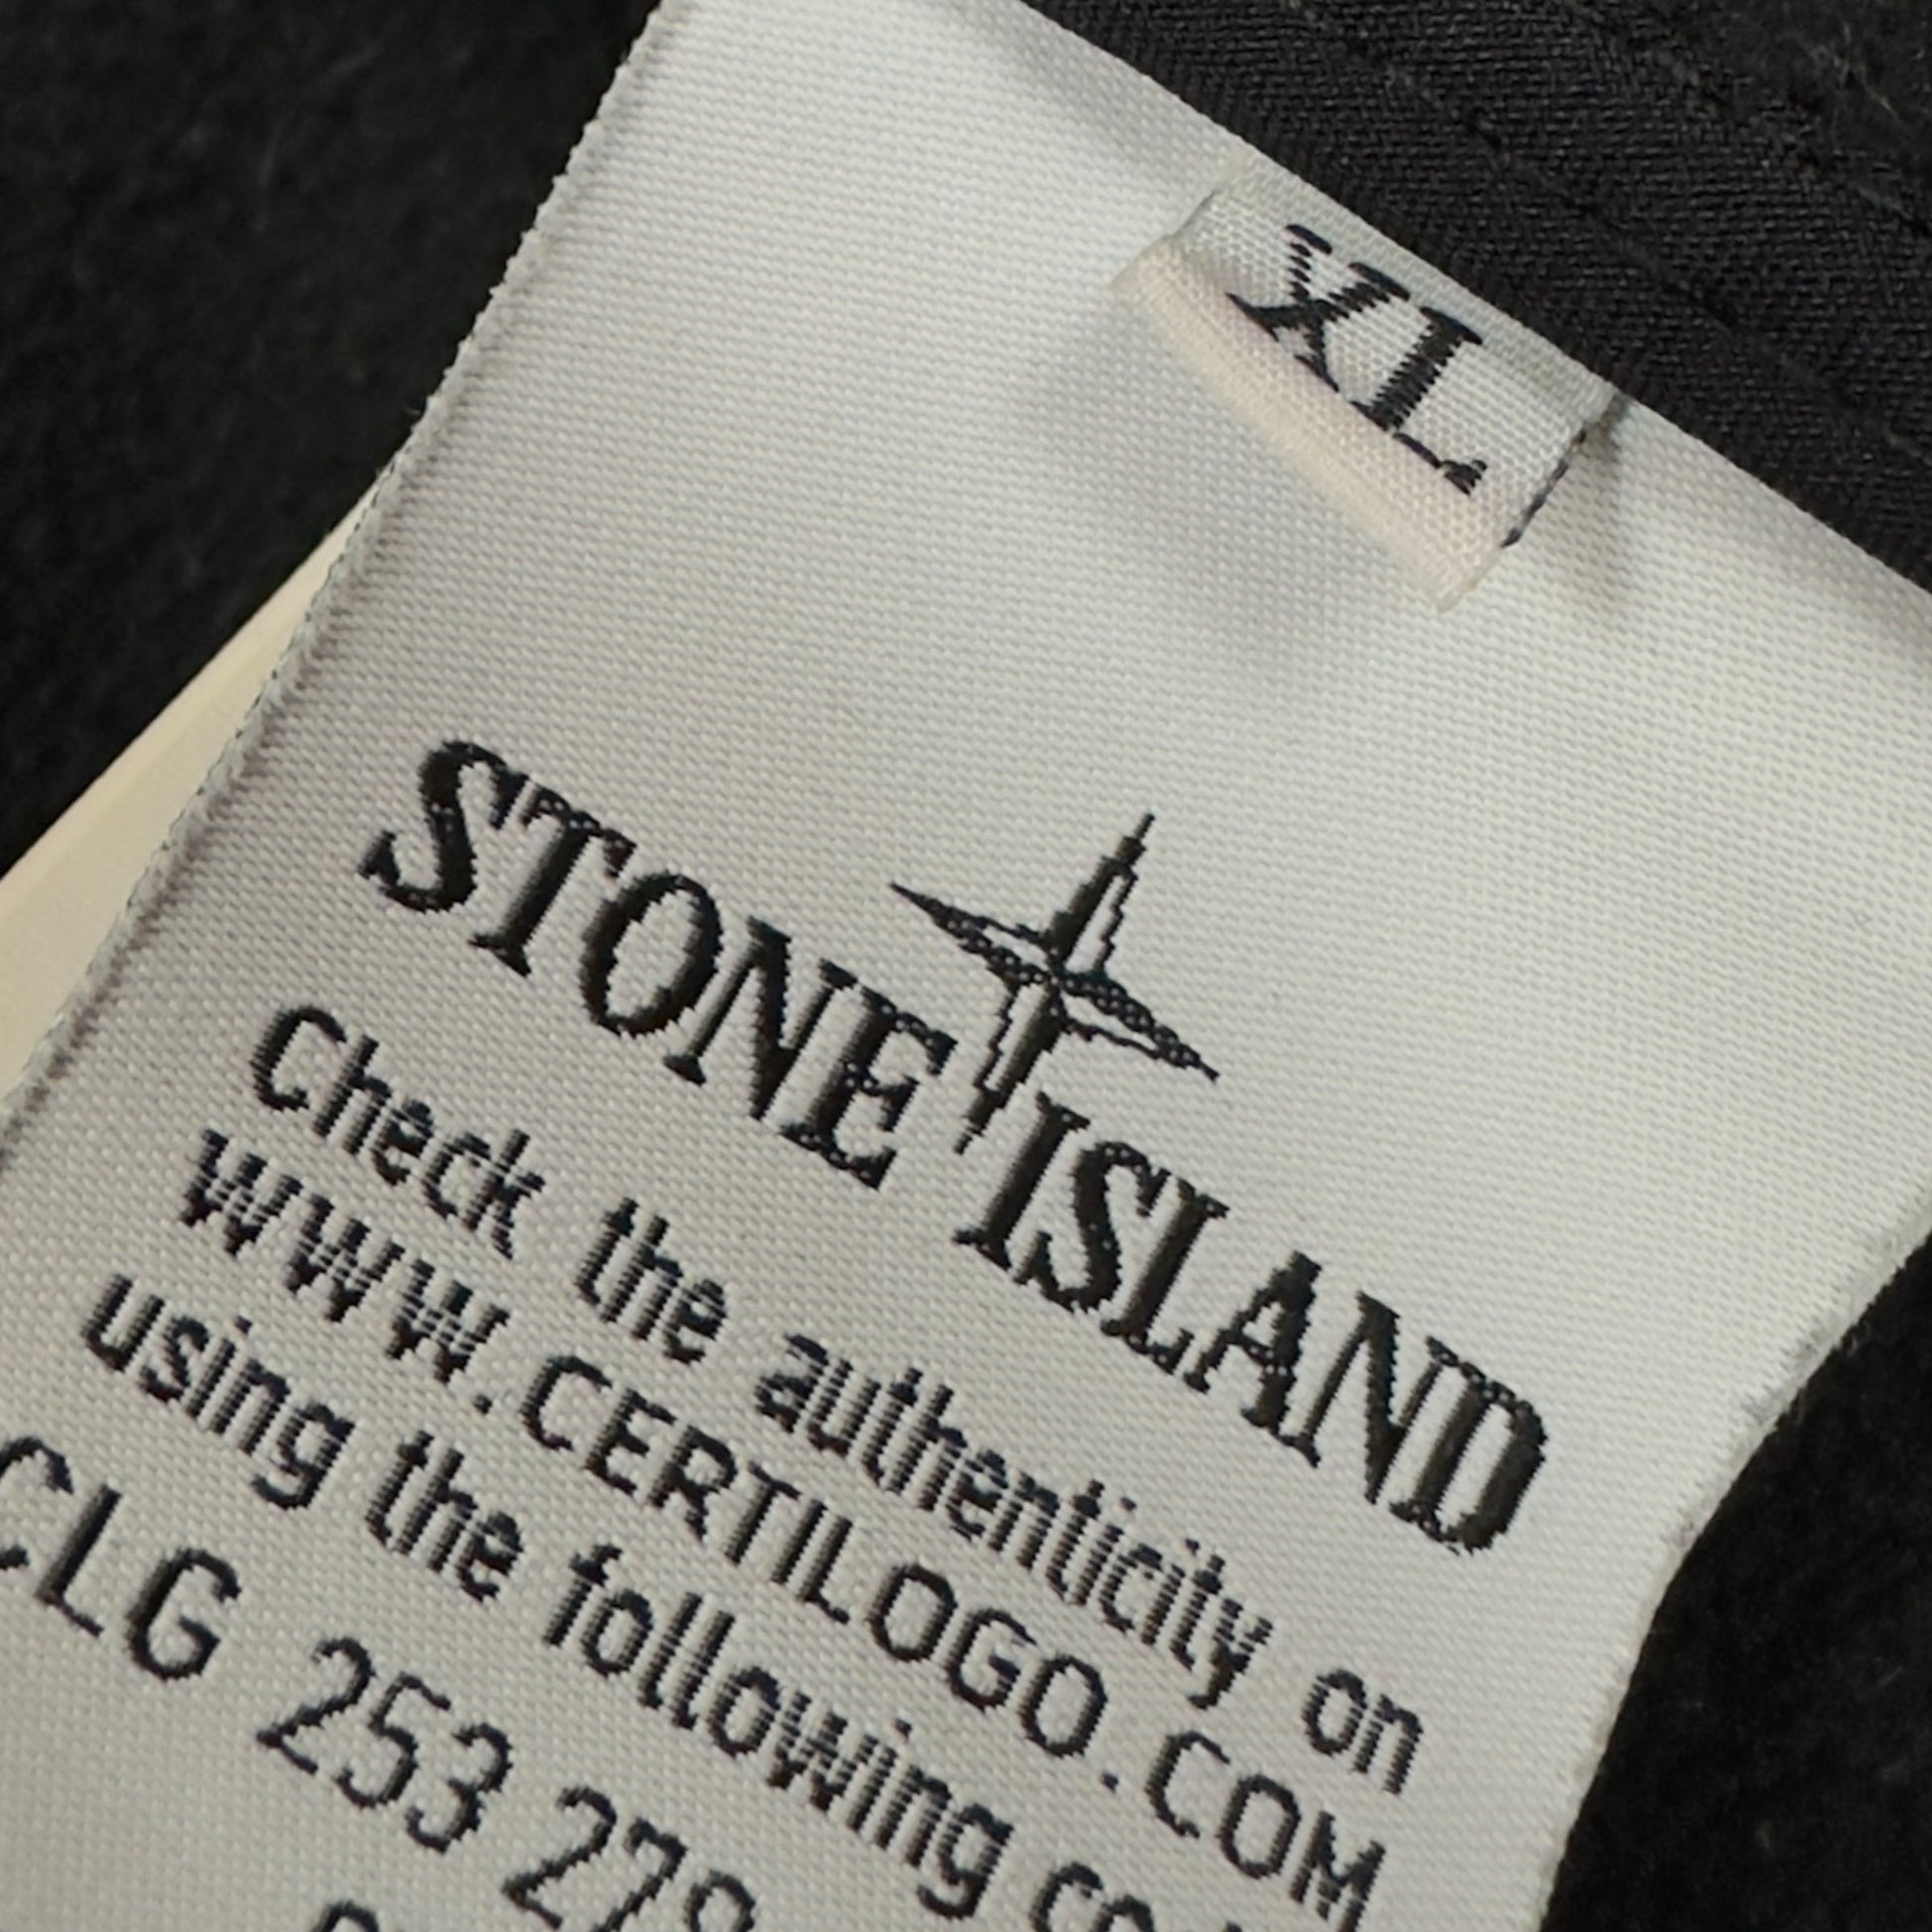 XL
STONE ISLAND
Check the authenticity on
WWW.CERTILOGO.COM
using the following
CLG 253